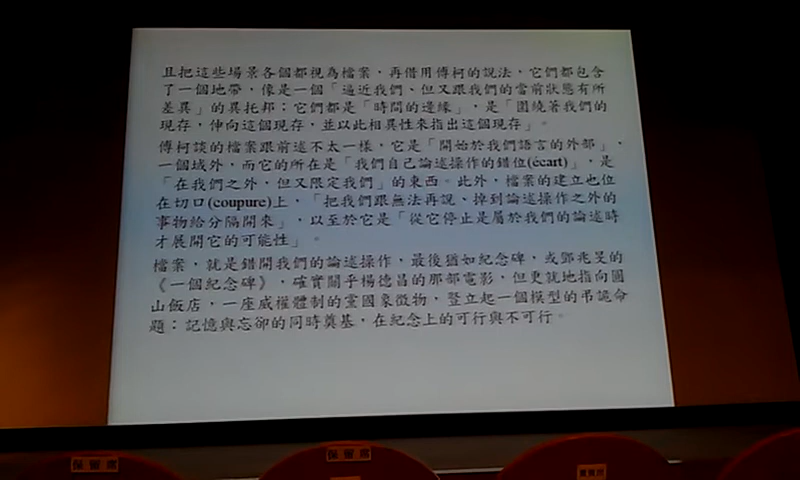 且把這些場景各個都視為檔案，再借用傅柯的說法，它們都包含
了一個地帶，像是一個「逼近我們、但又跟我們的當前狀態有所
差異」的異托邦；它們都是「時間的邊緣」，是「圍繞著我們的
現存，伸向這個現存，並以此相異性來指出這個現存」。
傅柯談的檔案跟前述不太一樣，它是「開始於我們語言的外部」，
一個域外，而它的所在是「我們自己論述操作的錯位(écart)」，是
「在我們之外，但又限定我們」的東西。此外，檔案的建立也位
在切口(coupure)上，「把我們跟無法再說、掉到論述操作之外的
事物給分隔開來」，以至於它是「從它停止是屬於我們的論述時
才展開它的可能性」。
檔案，就是錯開我們的論述操作，最後猶如紀念碑，或鄧兆旻的
《一個紀念碑》，確實關乎楊德昌的那部電影，但更就地指向圓
山飯店，一座威權體制的黨國象徵物，豎立起一個模型的弔詭命
題：記憶與忘卻的同時奠基，在紀念上的可行與不可行。
保留席
保留席